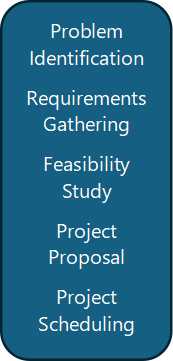 Problem
Identification
Requirements
Gathering
Feasibility
Study
Project
Proposal
Project
Scheduling